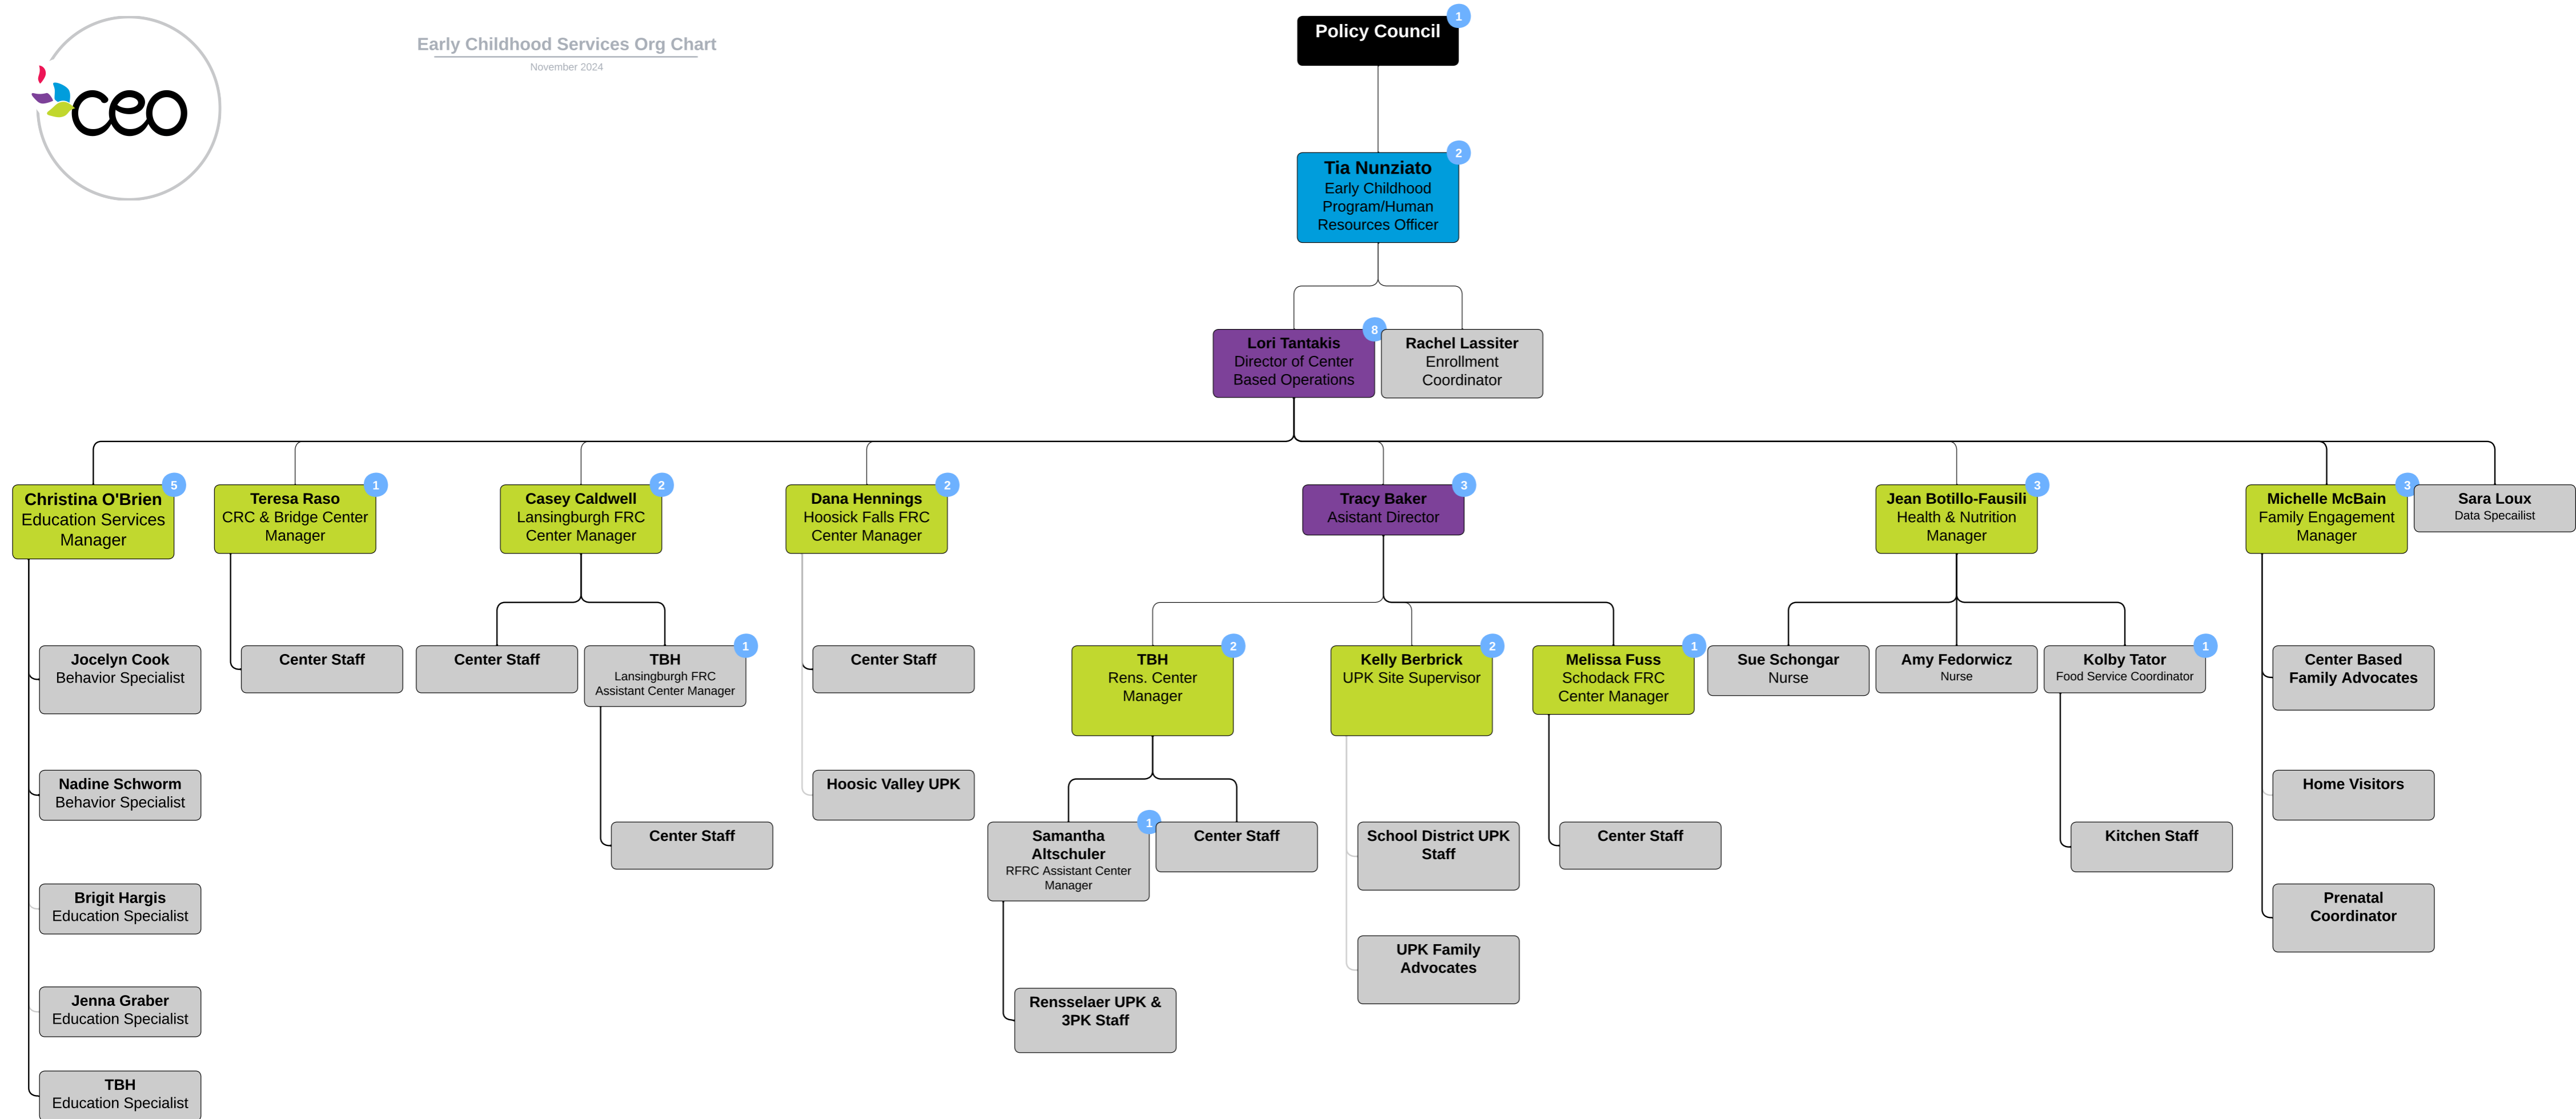 ceo
Early Childhood Services Org Chart
November 2024
Policy Council
1
Tia Nunziato
Early Childhood
Program/Human
Resources Officer
2
Lori Tantakis
Director of Center
Based Operations
8
Rachel Lassiter
Enrollment
Coordinator
Christina O'Brien
Education Services
Manager
5
Teresa Raso
CRC & Bridge Center
Manager
1
Casey Caldwell
Lansingburgh FRC
Center Manager
2
Dana Hennings
Hoosick Falls FRC
Center Manager
2
Tracy Baker
Asistant Director
3
Jean Botillo-Fausili
Health & Nutrition
Manager
3
Michelle McBain
Family Engagement
Manager
3
Sara Loux
Data Specailist
Jocelyn Cook
Behavior Specialist
Center Staff
Center Staff
TBH
Lansingburgh FRC
Assistant Center Manager
1
Center Staff
TBH
Rens. Center
Manager
2
Kelly Berbrick
UPK Site Supervisor
2
Melissa Fuss
Schodack FRC
Center Manager
1
Sue Schongar
Nurse
Amy Fedorwicz
Nurse
Kolby Tator
Food Service Coordinator
1
Center Based
Family Advocates
Nadine Schworm
Behavior Specialist
Hoosic Valley UPK
Home Visitors
Center Staff
Samantha
Altschuler
RFRC Assistant Center
Manager
1
Center Staff
School District UPK
Staff
Center Staff
Kitchen Staff
Brigit Hargis
Education Specialist
Prenatal
Coordinator
UPK Family
Advocates
Jenna Graber
Education Specialist
Rensselaer UPK &
3PK Staff
TBH
Education Specialist